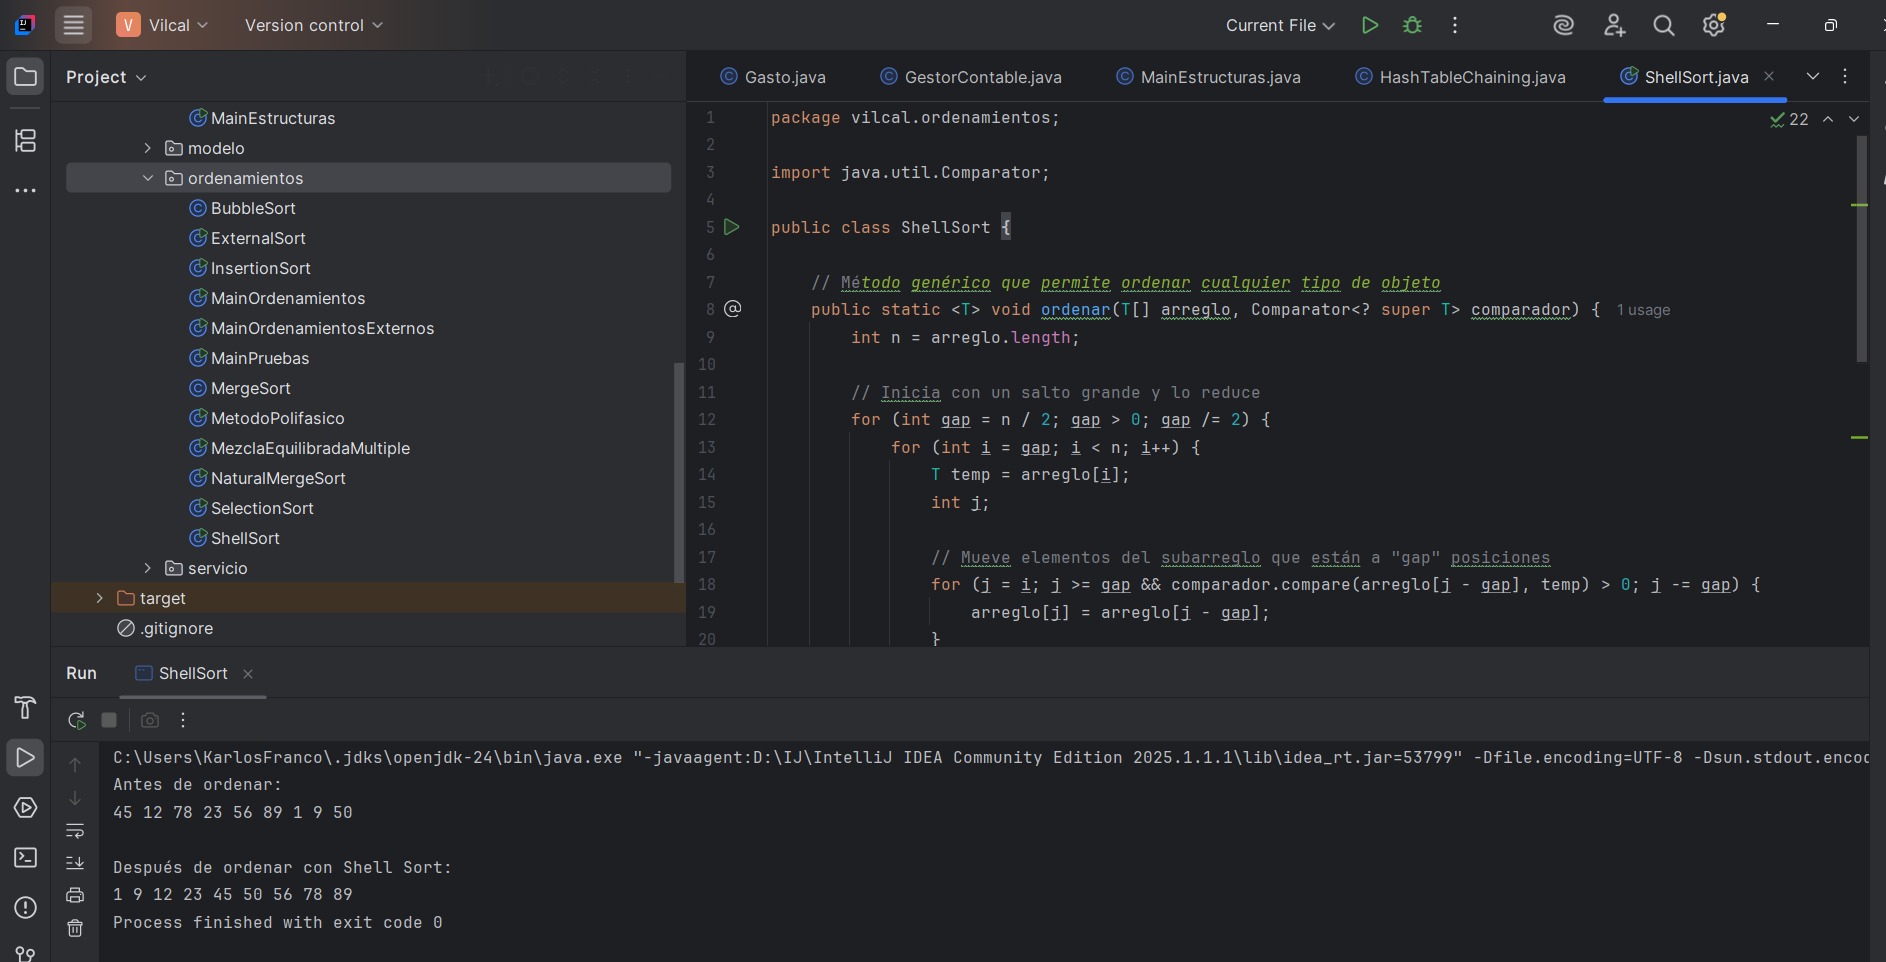 V Vilcal Version control Current File
Project
MainEstructuras
modelo
ordenamientos
BubbleSort
ExternalSort
InsertionSort
MainOrdenamientos
MainOrdenamientosExternos
MainPruebas
MergeSort
MetodoPolifasico
MezclaEquilibradaMultiple
NaturalMergeSort
SelectionSort
ShellSort
servicio
target
.gitignore
Gasto.java GestorContable.java MainEstructuras.java HashTableChaining.java ShellSort.java
22
1 package vilcal.ordenamientos;
2
3 import java.util.Comparator;
4
5 public class ShellSort {
6
7 // Método genérico que permite ordenar cualquier tipo de objeto
8 public static <T> void ordenar(T[] arreglo, Comparator<? super T> comparador) { 1 usage
9 int n = arreglo.length;
10
11 // Inicia con un salto grande y lo reduce
12 for (int gap = n / 2; gap > 0; gap /= 2) {
13 for (int i = gap; i < n; i++) {
14 T temp = arreglo[i];
15 int j;
16
17 // Mueve elementos del subarreglo que están a "gap" posiciones
18 for (j = i; j >= gap && comparador.compare(arreglo[j - gap], temp) > 0; j -= gap) {
19 arreglo[j] = arreglo[j - gap];
20 }
Run ShellSort
C:\Users\KarlosFranco\.jdks\openjdk-24\bin\java.exe "-javaagent:D:\IJ\IntelliJ IDEA Community Edition 2025.1.1.1\lib\idea_rt.jar=53799" -Dfile.encoding=UTF-8 -Dsun.stdout.encod
Antes de ordenar:
45 12 78 23 56 89 1 9 50
Después de ordenar con Shell Sort:
1 9 12 23 45 50 56 78 89
Process finished with exit code 0